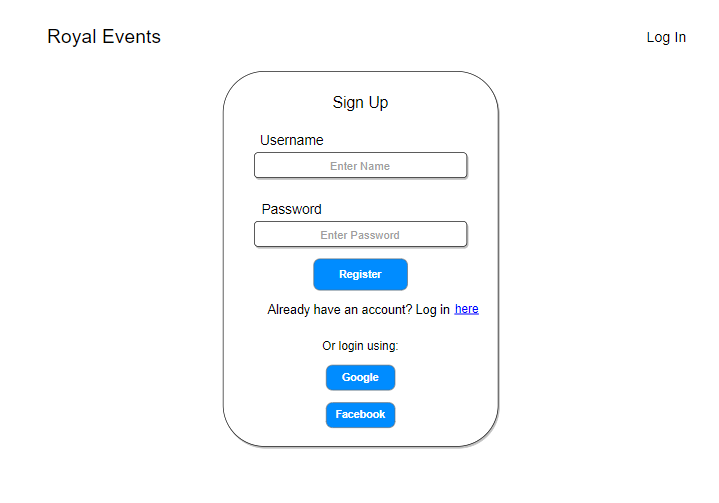 Royal Events
Log In
Sign Up
Username
Enter Name
Password
Enter Password
Register
Already have an account? Log in here
Or login using:
Google
Facebook